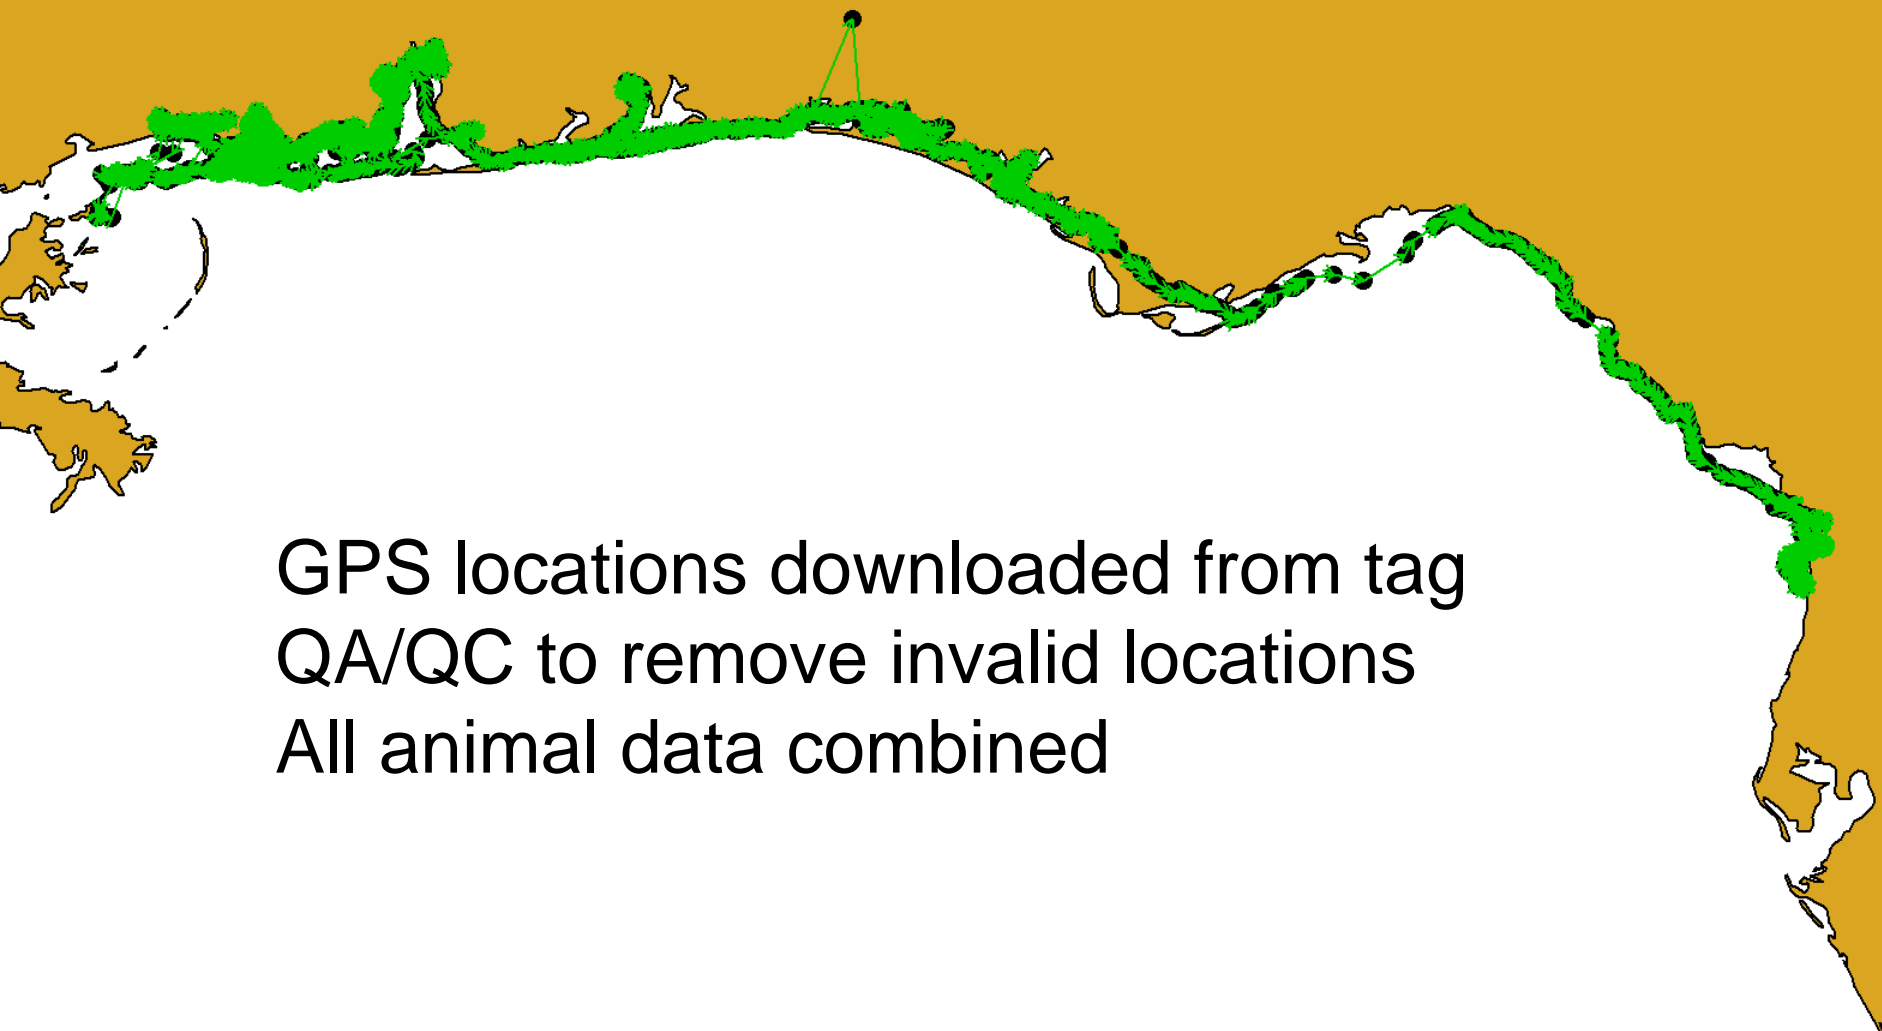 GPS locations downloaded from tag
QA/QC to remove invalid locations
All animal data combined